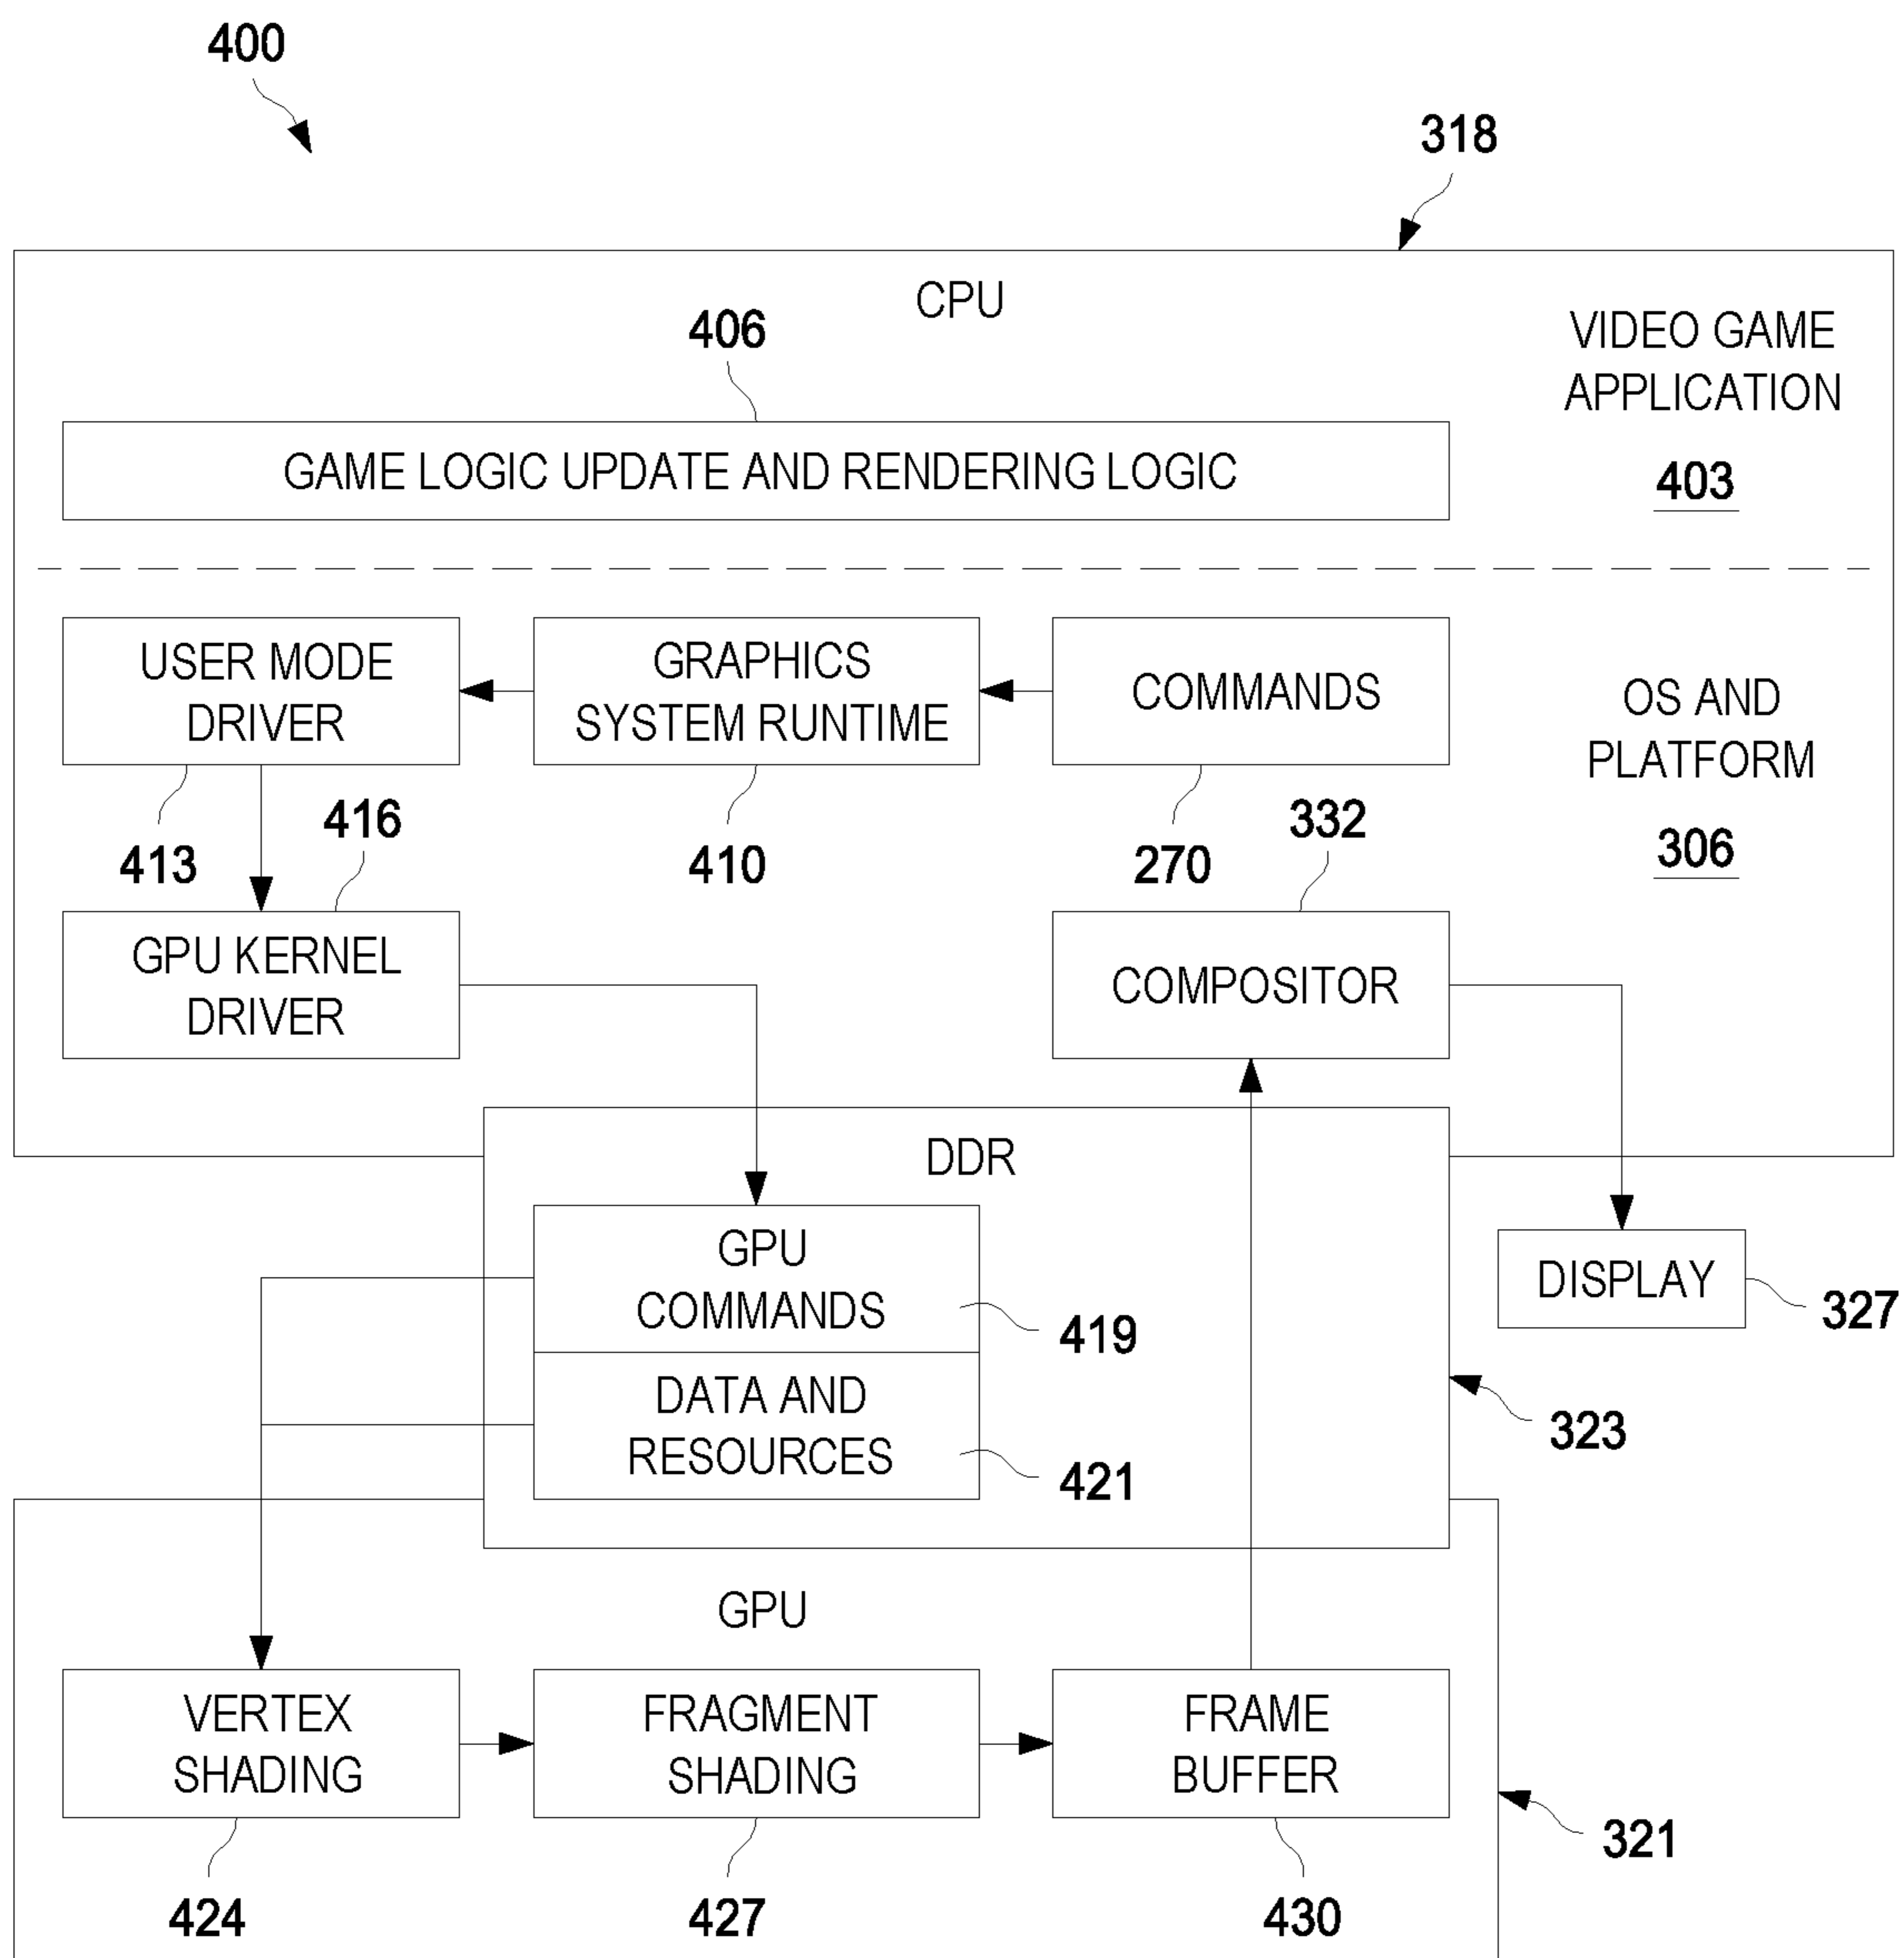 400
318
CPU
406
VIDEO GAME
APPLICATION
403
GAME LOGIC UPDATE AND RENDERING LOGIC
USER MODE
DRIVER
GRAPHICS
SYSTEM RUNTIME
COMMANDS
OS AND
PLATFORM
306
413
416
410
270
332
GPU KERNEL
DRIVER
COMPOSITOR
DDR
GPU
COMMANDS
419
DISPLAY
327
DATA AND
RESOURCES
421
323
GPU
VERTEX
SHADING
FRAGMENT
SHADING
FRAME
BUFFER
321
424
427
430